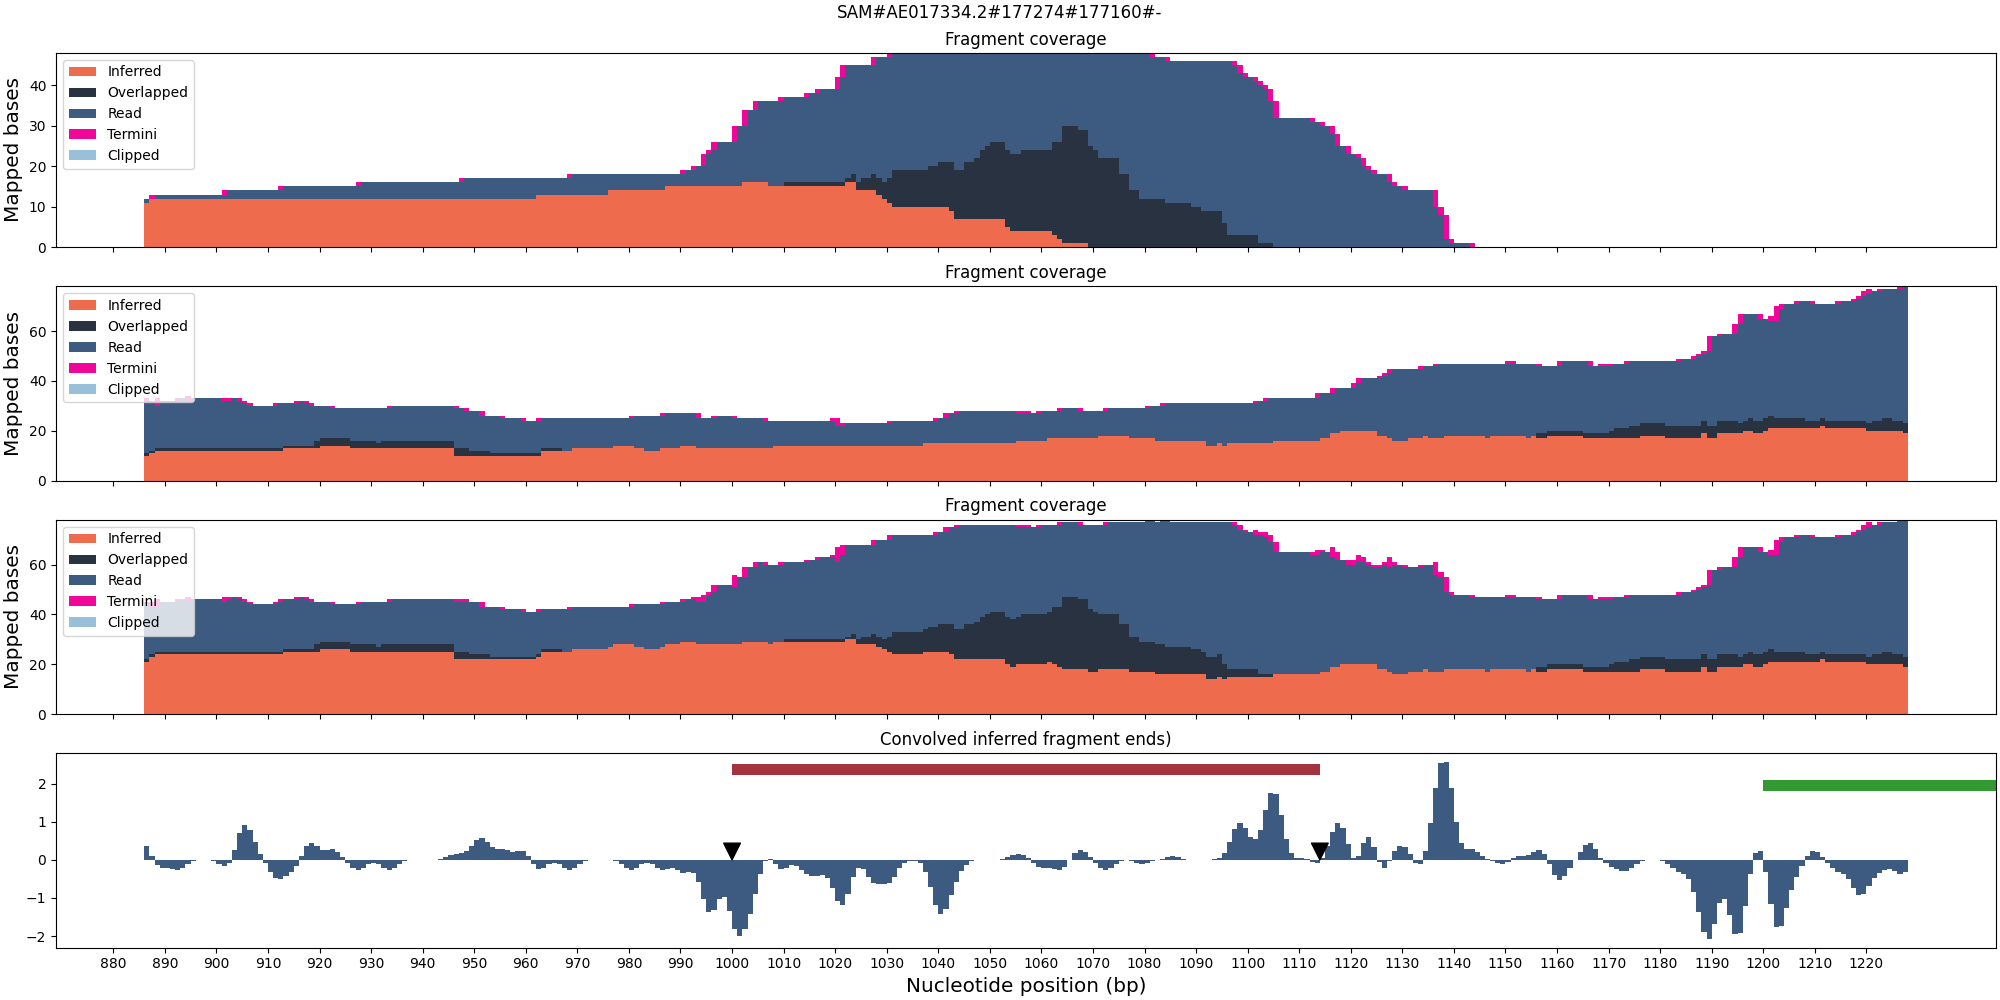 SAM#AE017334.2#177274#177160#-
Fragment coverage
Mapped bases
40
30
20
10
0
Inferred
Overlapped
Read
Termini
Clipped
Fragment coverage
Mapped bases
60
40
20
0
Inferred
Overlapped
Read
Termini
Clipped
Fragment coverage
Mapped bases
60
40
20
0
Inferred
Overlapped
Read
Termini
Clipped
Convolved inferred fragment ends)
2
1
0
−1
−2
880 890 900 910 920 930 940 950 960 970 980 990 1000 1010 1020 1030 1040 1050 1060 1070 1080 1090 1100 1110 1120 1130 1140 1150 1160 1170 1180 1190 1200 1210 1220
Nucleotide position (bp)